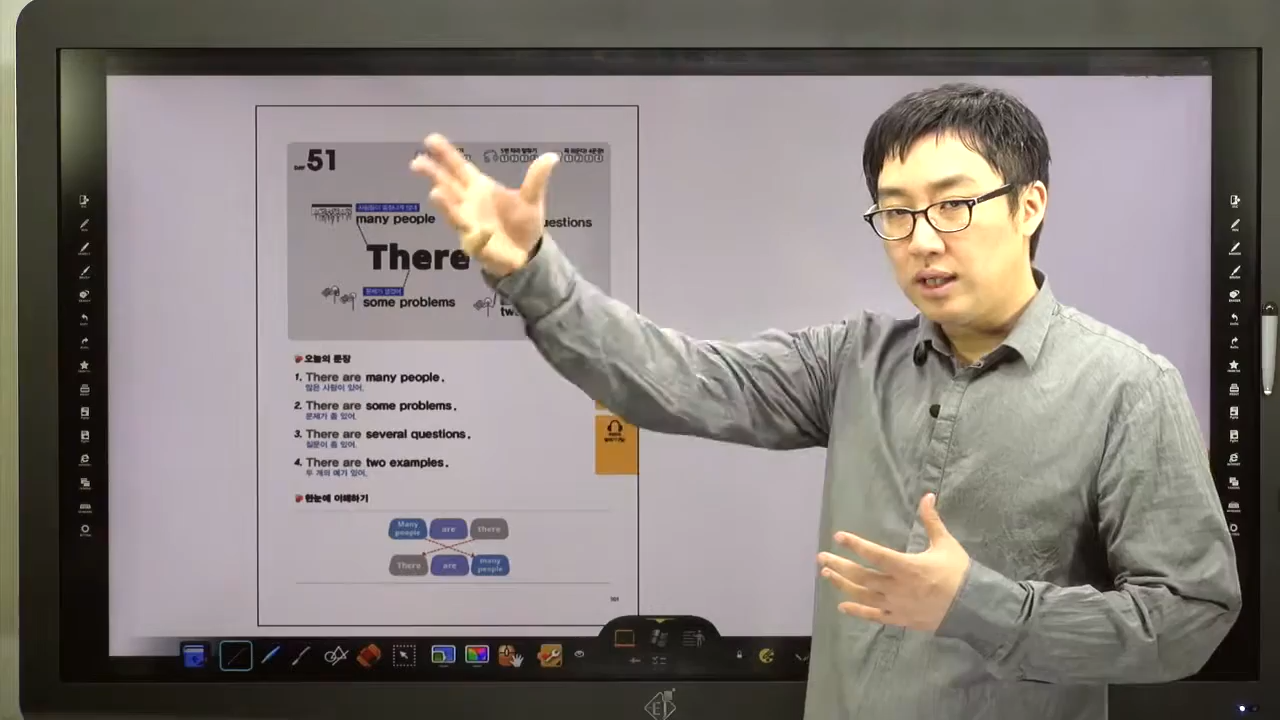 DAY 51
many people
uestions
There
some problems
tw
오늘의 문장
1. There are many people.
많은 사람이 있어.
2. There are some problems.
문제가 좀 있어.
3. There are several questions.
질문이 좀 있어.
4. There are two examples.
두 개의 예가 있어.
한눈에 이해하기
Many people are there
There are many people